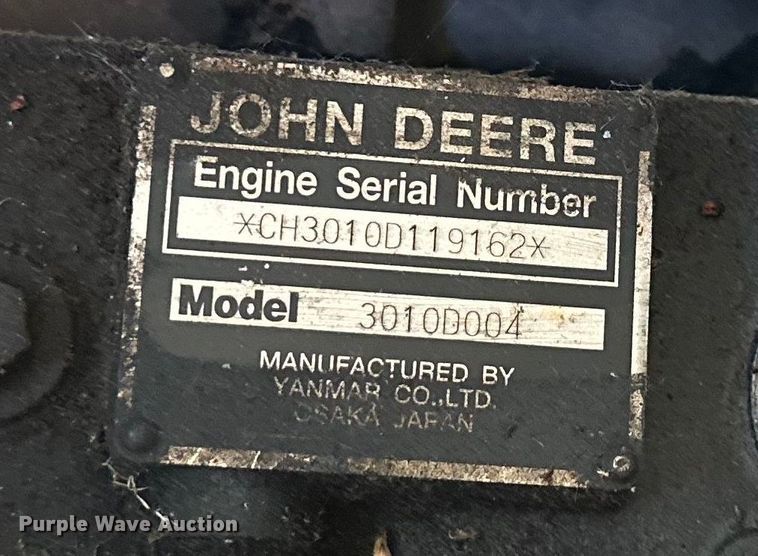 JOHN DEERE
Engine Serial Number
*CH3010D119162*
Model 3010D004
MANUFACTURED BY
YANMAR CO.,LTD.
OSAKA JAPAN
Purple Wave Auction